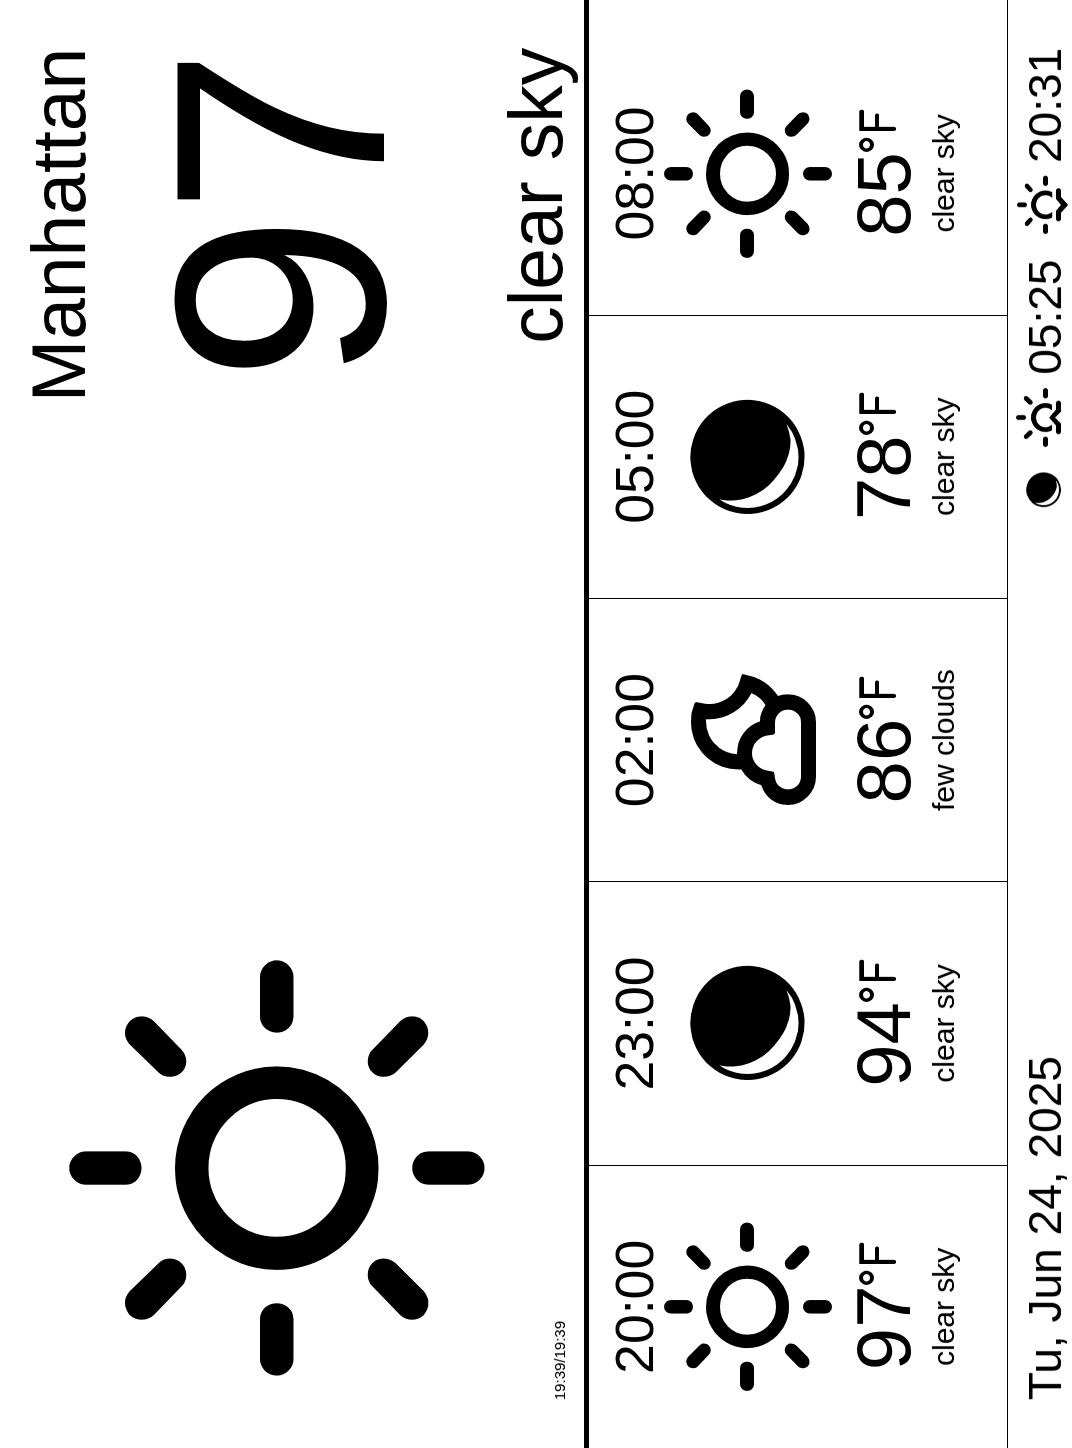 Manhattan
97
clear sky
19:39/19:39
20:00
97°F
clear sky
23:00
94°F
clear sky
02:00
86°F
few clouds
05:00
78°F
clear sky
08:00
85°F
clear sky
Tu, Jun 24, 2025
05:25
20:31